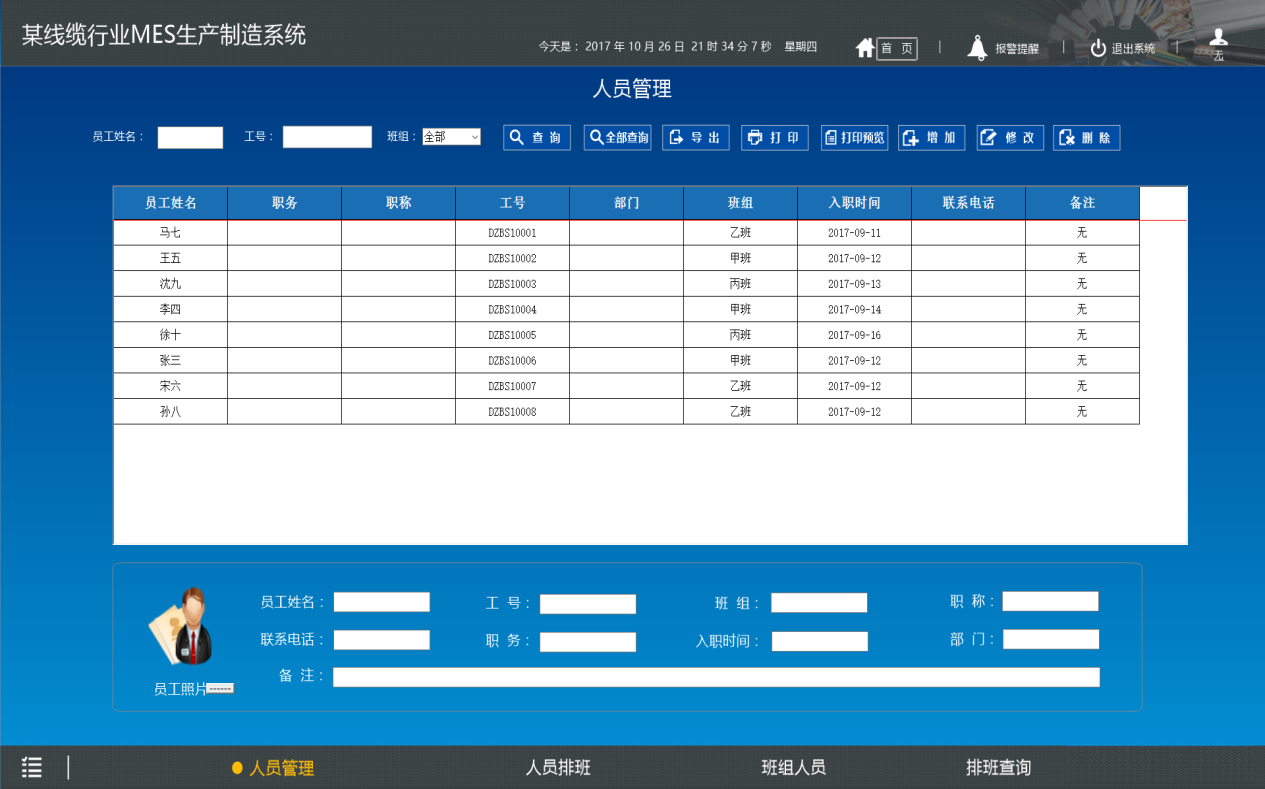 某线缆行业MES生产制造系统
今天是： 2017 年 10 月 26 日 21 时 34 分 7 秒 星期四
首 页 | 报警提醒 | 退出系统 | 无
人员管理
员工姓名： 工号： 班组： 全部 查 询 全部查询 导 出 打 印 打印预览 增 加 修 改 删 除
员工姓名 职务 职称 工号 部门 班组 入职时间 联系电话 备注
马七 DZBS10001 乙班 2017-09-11 无
王五 DZBS10002 甲班 2017-09-12 无
沈九 DZBS10003 丙班 2017-09-13 无
李四 DZBS10004 甲班 2017-09-14 无
徐十 DZBS10005 丙班 2017-09-16 无
张三 DZBS10006 甲班 2017-09-12 无
宋六 DZBS10007 乙班 2017-09-12 无
孙八 DZBS10008 乙班 2017-09-12 无
员工姓名： 工 号： 班 组： 职 称：
联系电话： 职 务： 入职时间： 部 门：
备 注：
员工照片 ------
人员管理 人员排班 班组人员 排班查询